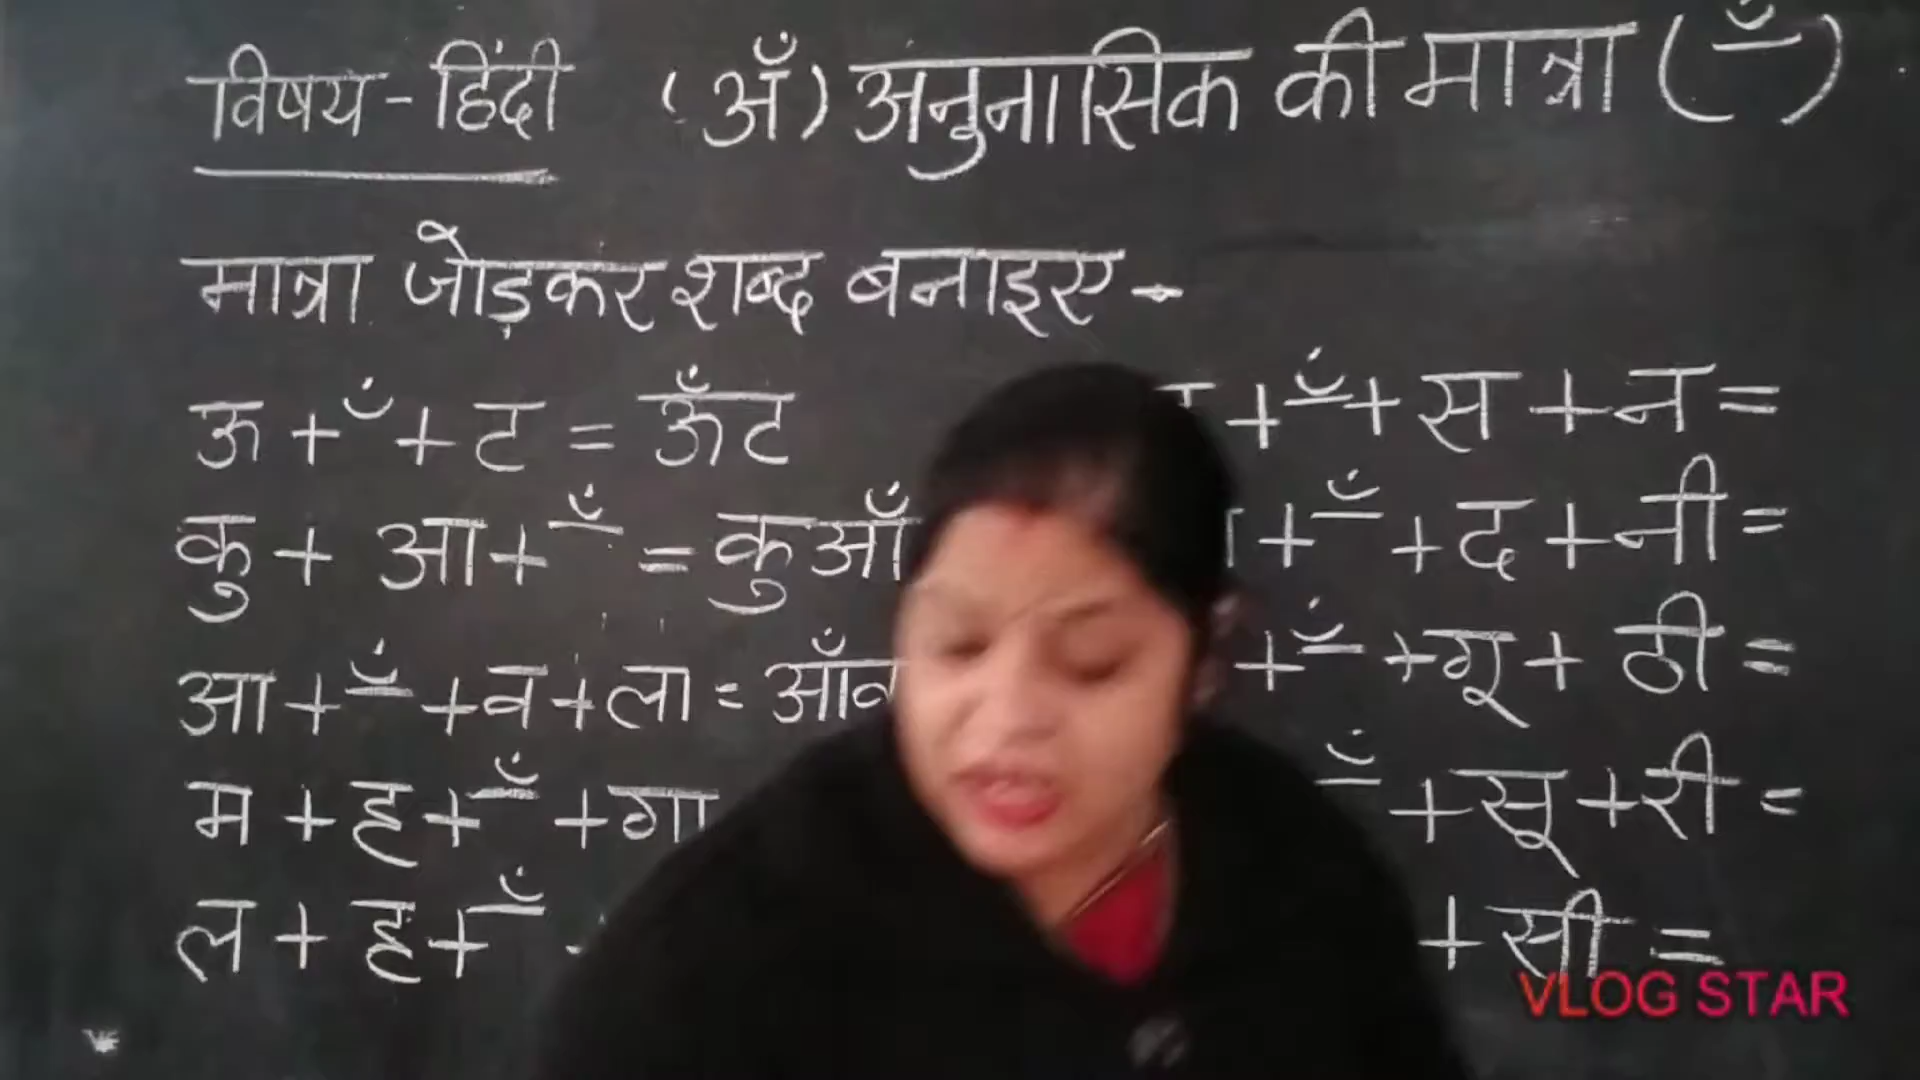 विषय - हिंदी (अँ) अनुनासिक की मात्रा ( ँ )
मात्रा जोड़कर शब्द बनाइए -
ऊ + ँ + ट = ऊँट
+ ँ + स + न =
कु + आ + ँ = कुआँ
+ ँ + द + नी =
आ + ँ + व + ला =
+ ँ + गू + ठी =
म + ह + ँ + गा
ँ + सू + री =
ल + ह + ँ
+ सी =
VLOG STAR